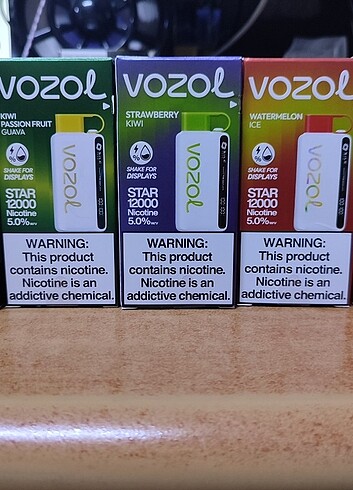 VOZOL
KIWI
PASSION FRUIT
GUAVA
%
SHAKE FOR
DISPLAYS
STAR
12000
Nicotine
5.0%
VOZOL
WARNING:
This product
contains nicotine.
Nicotine is an
addictive chemical.
VOZOL
STRAWBERRY
KIWI
%
SHAKE FOR
DISPLAYS
STAR
12000
Nicotine
5.0%
VOZOL
WARNING:
This product
contains nicotine.
Nicotine is an
addictive chemical.
VOZOL
WATERMELON
ICE
%
SHAKE FOR
DISPLAYS
STAR
12000
Nicotine
5.0%
VOZOL
WARNING:
This product
contains nicotine.
Nicotine is an
addictive chemical.